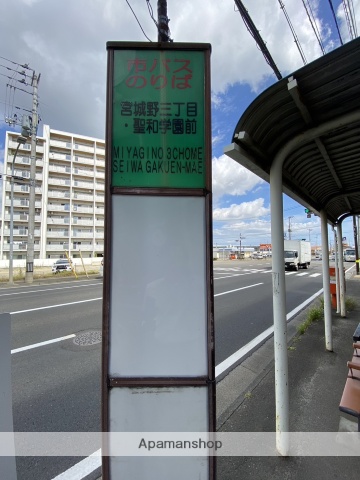 市バス
のりば
宮城野三丁目
・聖和学園前
MIYAGINO 3CHOME
SEIWA GAKUEN-MAE
Apamanshop